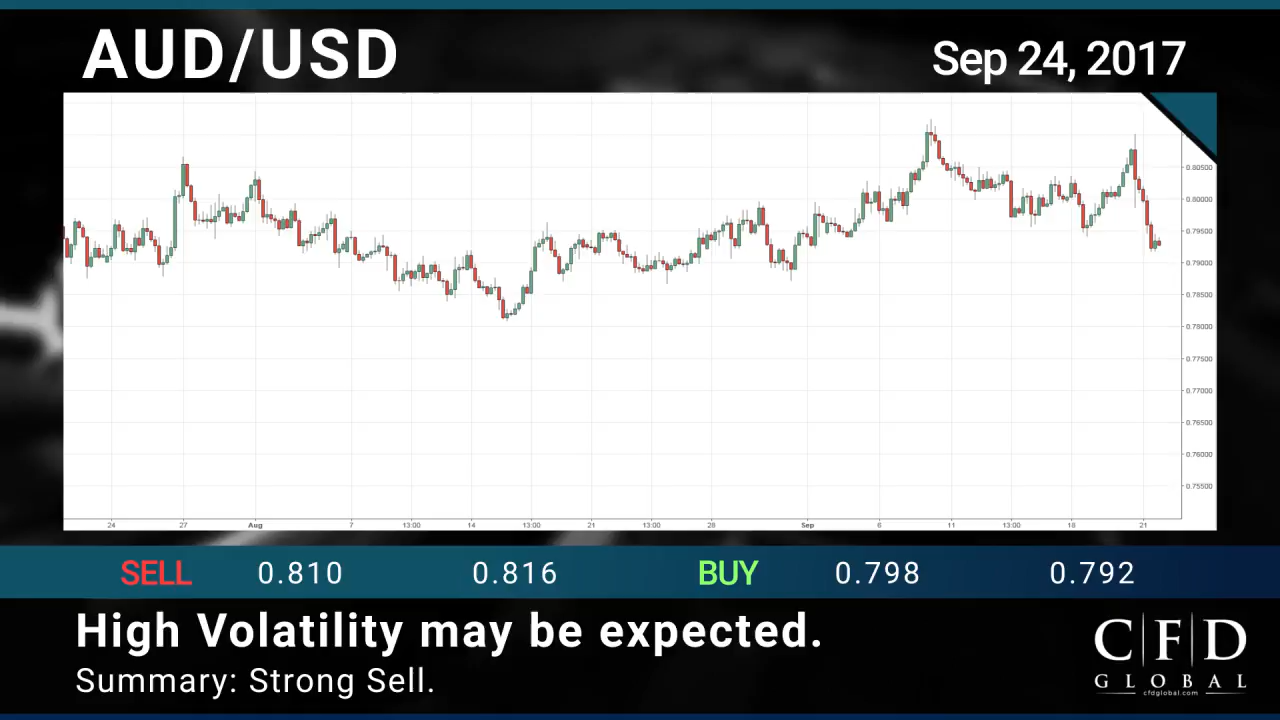 AUD/USD
Sep 24, 2017
0.80500
0.80000
0.79500
0.79000
0.78500
0.78000
0.77500
0.77000
0.76500
0.76000
0.75500
24 27 Aug 7 13:00 14 13:00 21 13:00 28 Sep 6 11 13:00 18 21
SELL 0.810 0.816 BUY 0.798 0.792
High Volatility may be expected.
Summary: Strong Sell.
CFD
GLOBAL
cfdglobal.com